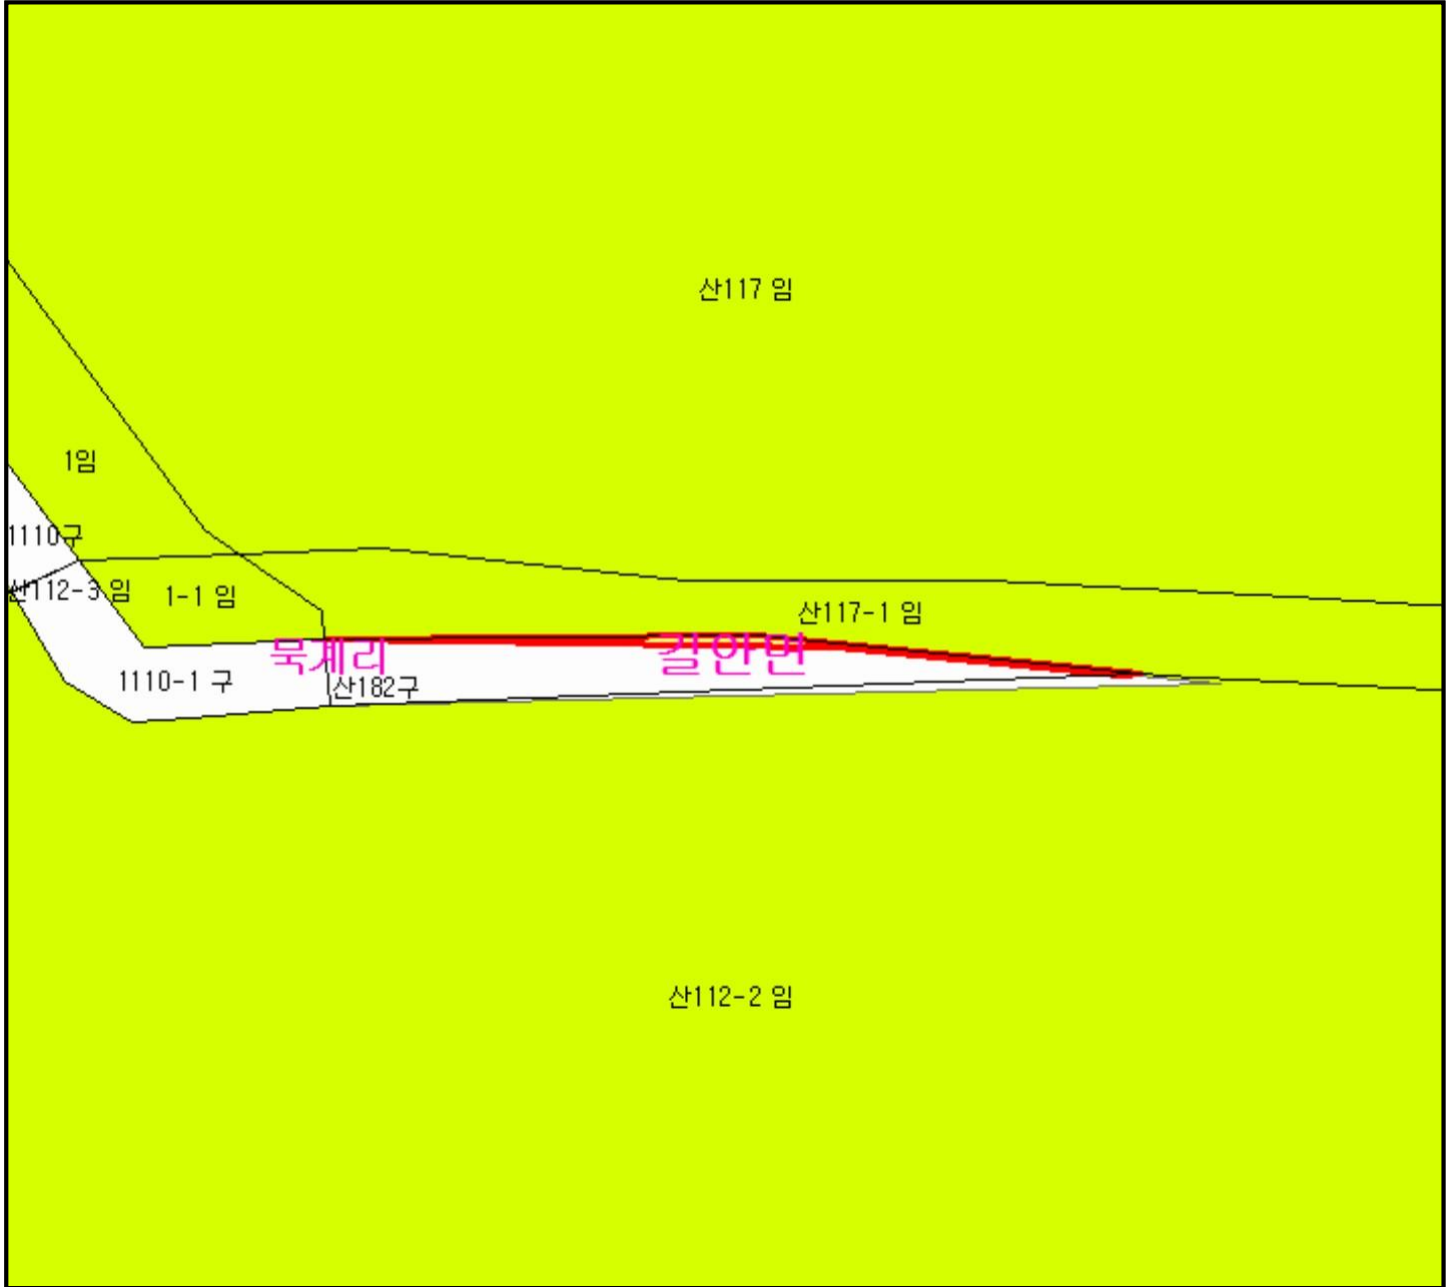 산117 임
1임
1110구
산112-3 임
1-1 임
산117-1 임
묵계리
길안면
1110-1 구
산182구
산112-2 임